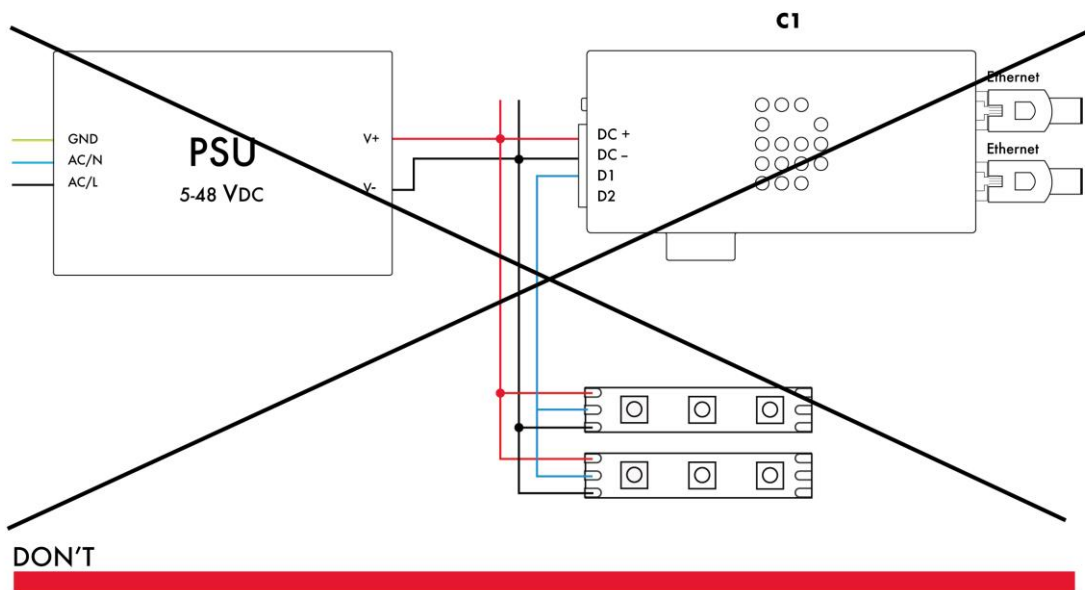 C1
Ethernet
GND
AC/N
AC/L
PSU
5-48 VDC
V+
V-
DC +
DC –
D1
D2
Ethernet
DON'T